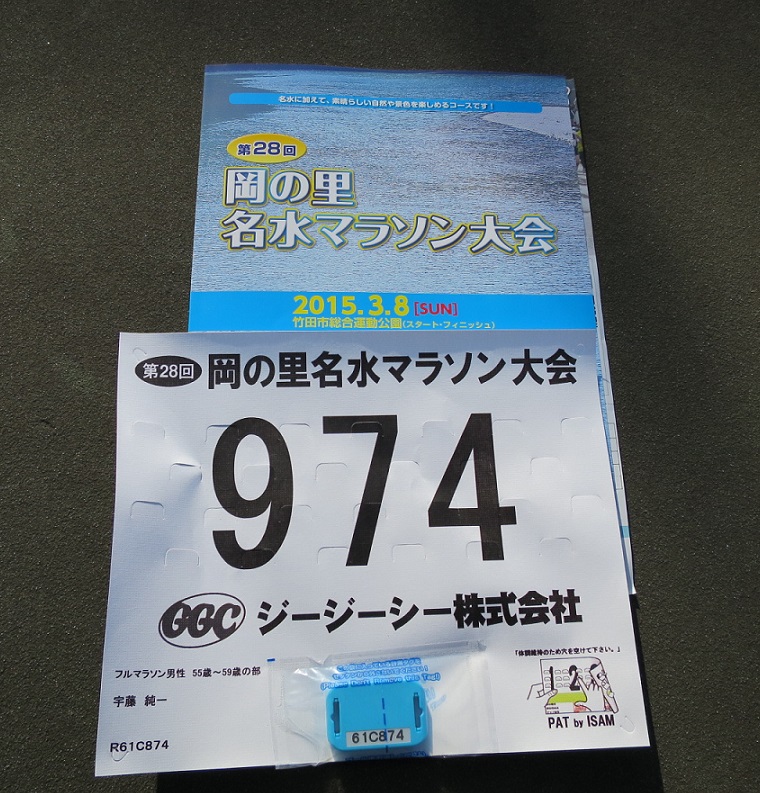 名水に加えて、素晴らしい自然や景色を楽しめるコースです！
第28回
岡の里
名水マラソン大会
2015.3.8[SUN]
竹田市総合運動公園(スタート・フィニッシュ)
第28回 岡の里名水マラソン大会
974
GGC ジージーシー株式会社
フルマラソン男性 55歳〜59歳の部
宇藤 純一
R61C874
(Please Don't Remove this Tag!)
61C874
「体調維持のため穴を空けて下さい。」
PAT by ISAM